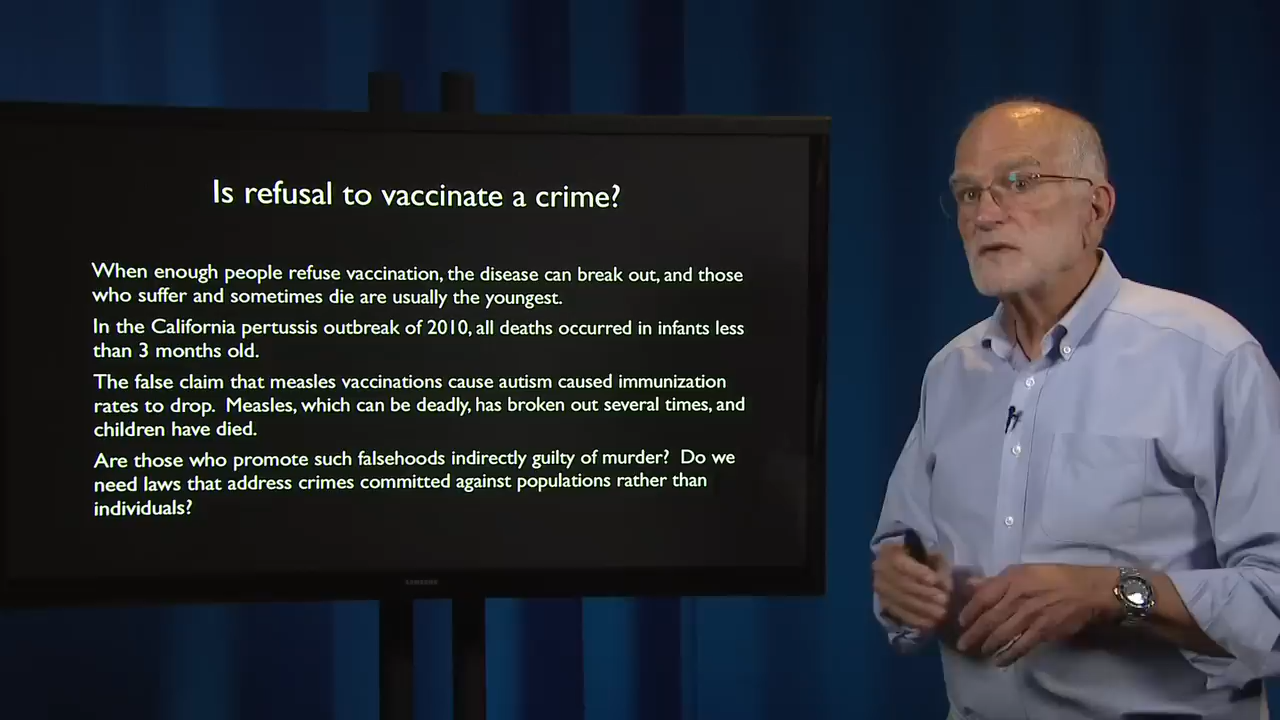 Is refusal to vaccinate a crime?
When enough people refuse vaccination, the disease can break out, and those
who suffer and sometimes die are usually the youngest.
In the California pertussis outbreak of 2010, all deaths occurred in infants less
than 3 months old.
The false claim that measles vaccinations cause autism caused immunization
rates to drop.  Measles, which can be deadly, has broken out several times, and
children have died.
Are those who promote such falsehoods indirectly guilty of murder?  Do we
need laws that address crimes committed against populations rather than
individuals?
SAMSUNG